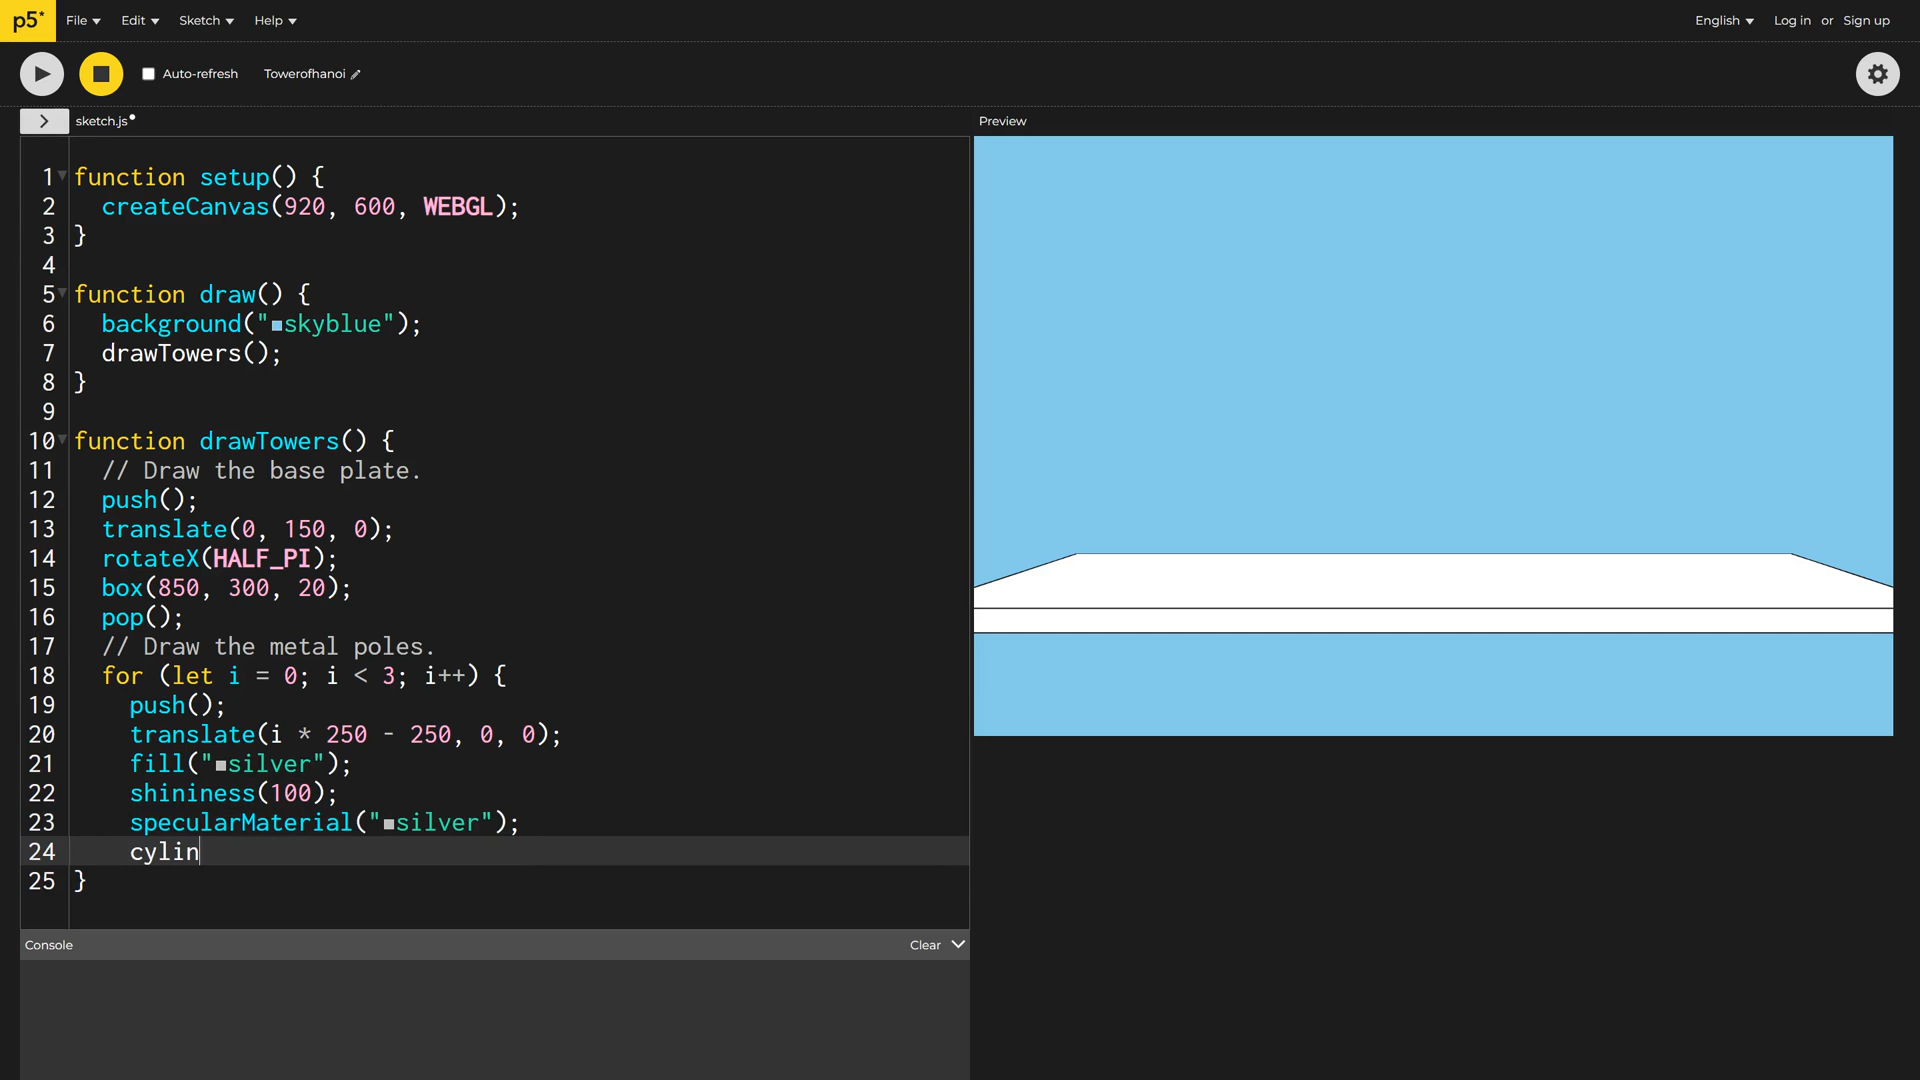 p5* File Edit Sketch Help English Log in or Sign up
Auto-refresh Towerofhanoi
sketch.js
Preview
1 function setup() {
2 createCanvas(920, 600, WEBGL);
3 }
4
5 function draw() {
6 background("skyblue");
7 drawTowers();
8 }
9
10 function drawTowers() {
11 // Draw the base plate.
12 push();
13 translate(0, 150, 0);
14 rotateX(HALF_PI);
15 box(850, 300, 20);
16 pop();
17 // Draw the metal poles.
18 for (let i = 0; i < 3; i++) {
19 push();
20 translate(i * 250 - 250, 0, 0);
21 fill("silver");
22 shininess(100);
23 specularMaterial("silver");
24 cylin
25 }
Console Clear